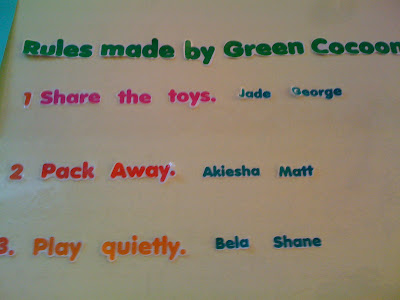 Rules made by Green Cocoon
1 Share the toys. Jade George
2 Pack Away. Akiesha Matt
3. Play quietly. Bela Shane